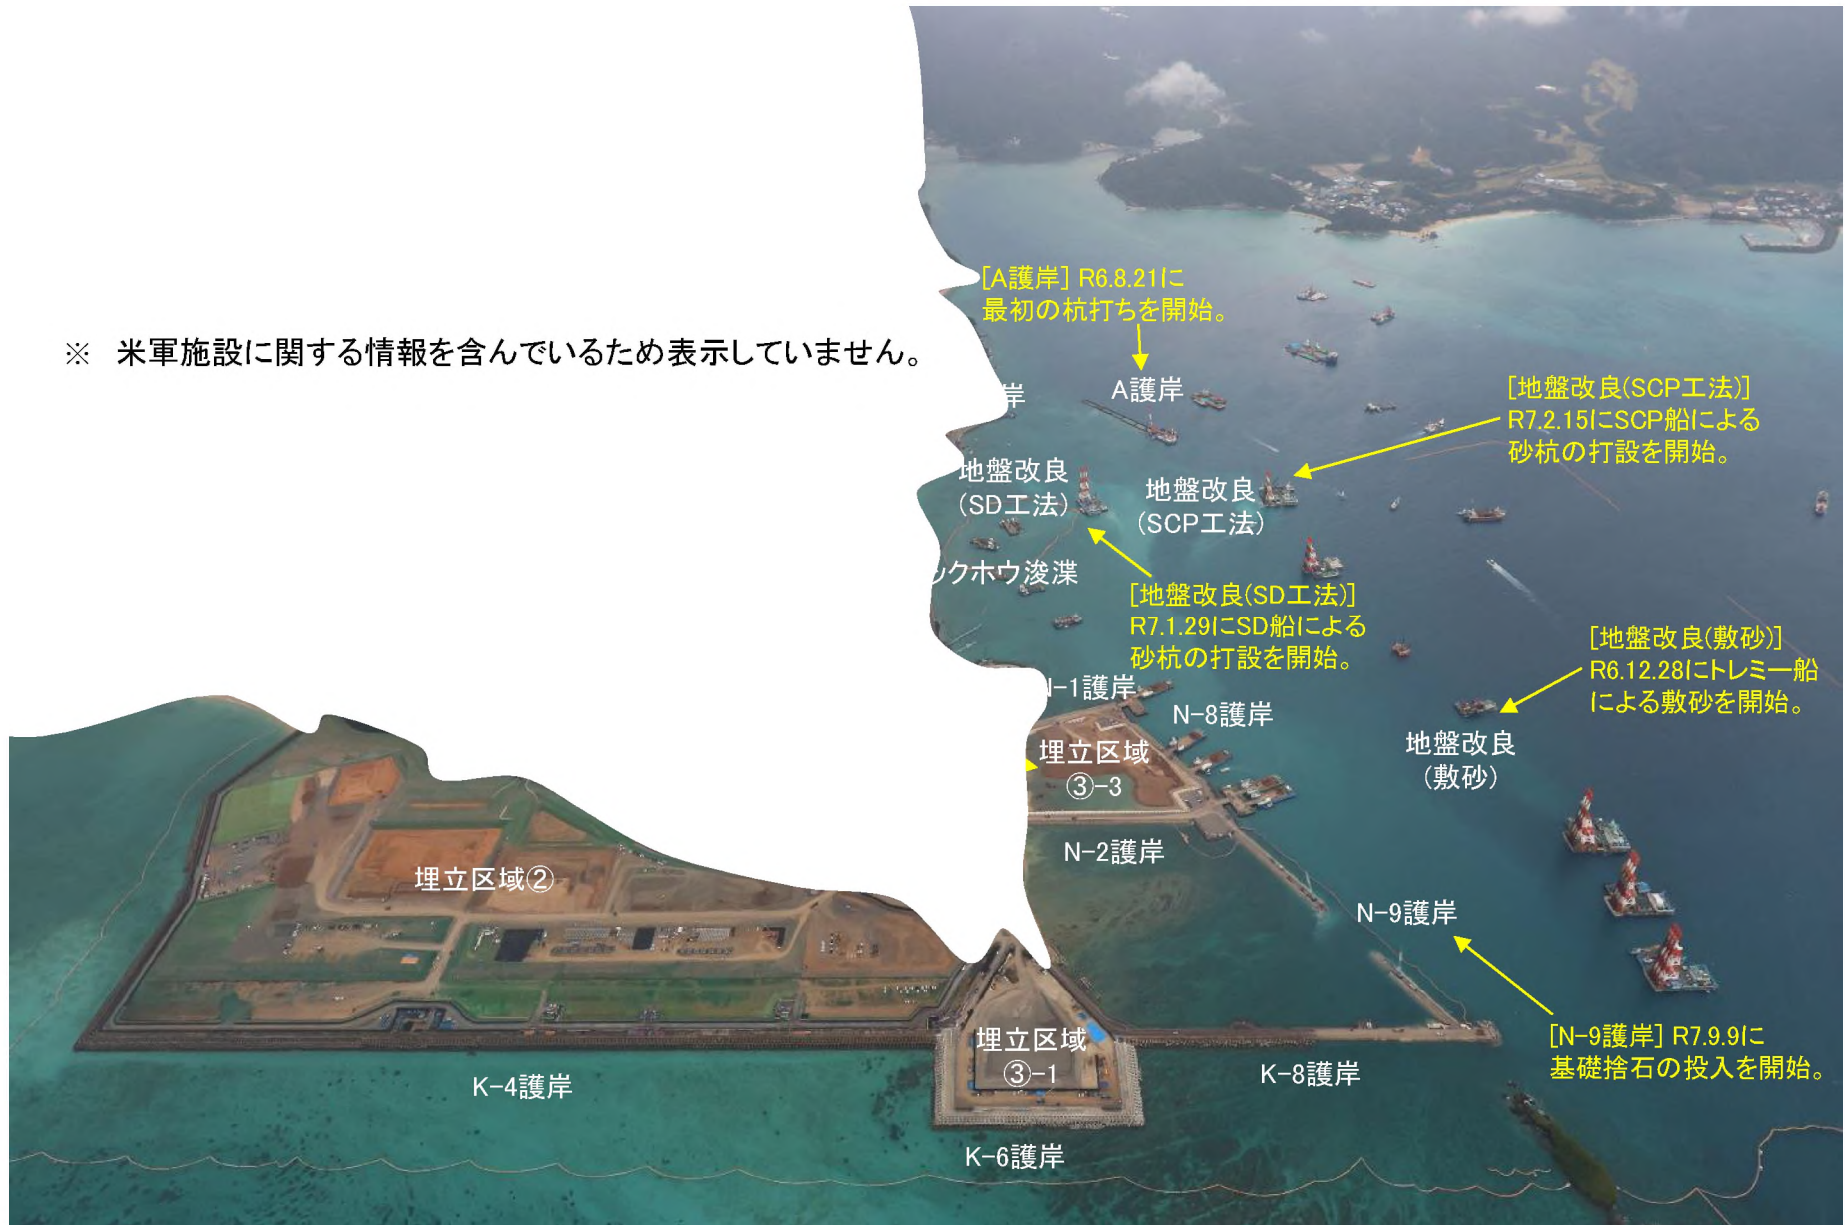 [A護岸] R6.8.21に
最初の杭打ちを開始。
※ 米軍施設に関する情報を含んでいるため表示していません。
岸
A護岸
[地盤改良(SCP工法)]
R7.2.15にSCP船による
砂杭の打設を開始。
地盤改良
(SD工法)
地盤改良
(SCP工法)
ックホウ浚渫
[地盤改良(SD工法)]
R7.1.29にSD船による
砂杭の打設を開始。
[地盤改良(敷砂)]
R6.12.28にトレミー船
による敷砂を開始。
N-1護岸
N-8護岸
埋立区域
③-3
地盤改良
(敷砂)
N-2護岸
埋立区域②
N-9護岸
[N-9護岸] R7.9.9に
基礎捨石の投入を開始。
埋立区域
③-1
K-4護岸
K-8護岸
K-6護岸